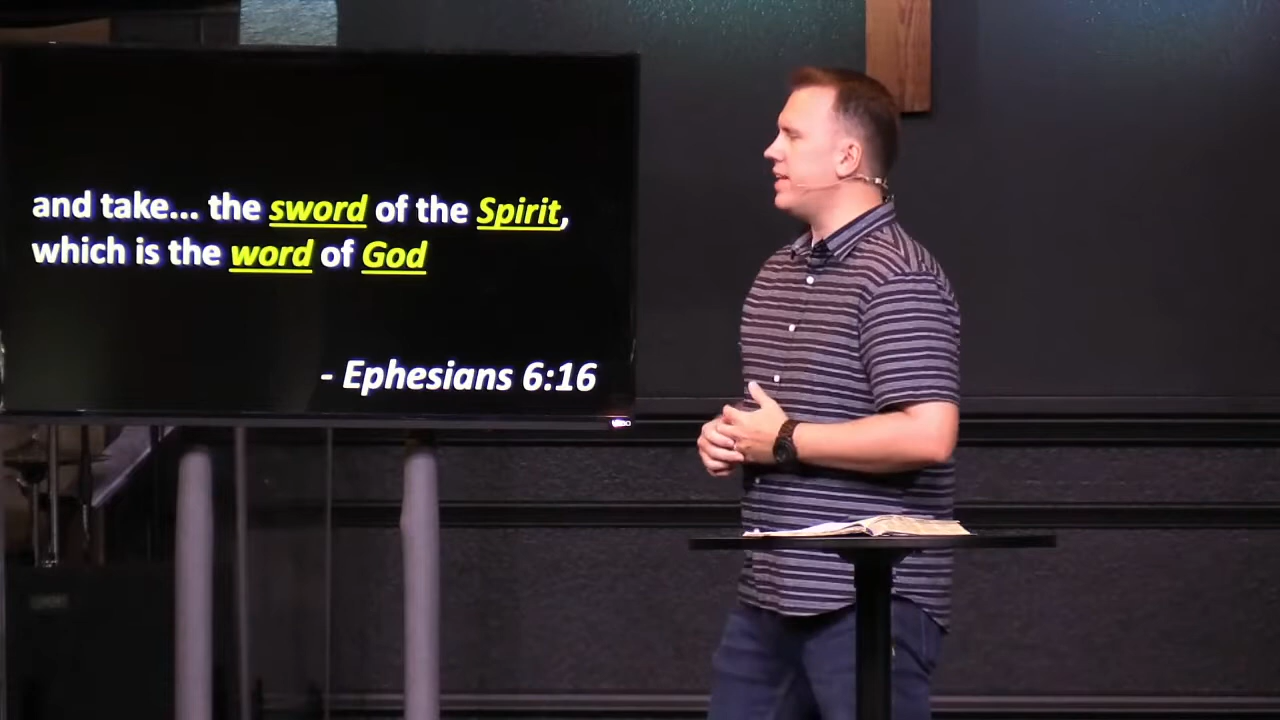 and take... the sword of the Spirit,
which is the word of God
- Ephesians 6:16